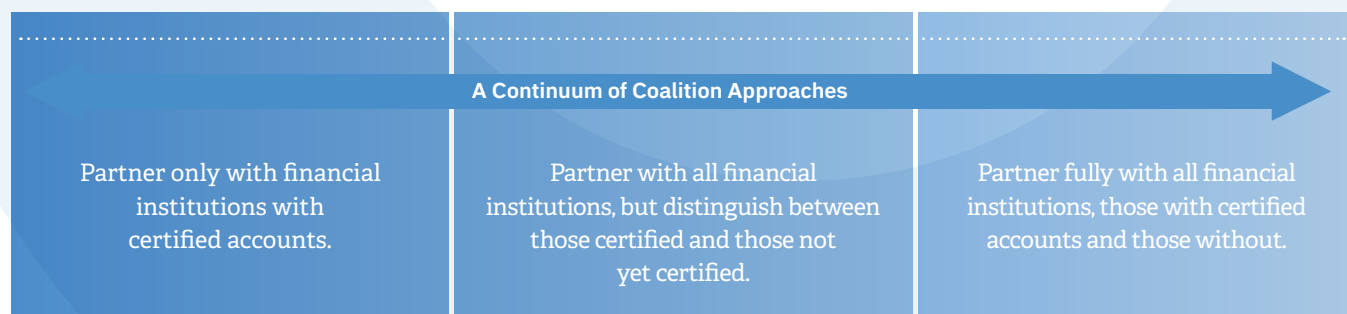 A Continuum of Coalition Approaches
Partner only with financial
institutions with
certified accounts.
Partner with all financial
institutions, but distinguish between
those certified and those not
yet certified.
Partner fully with all financial
institutions, those with certified
accounts and those without.